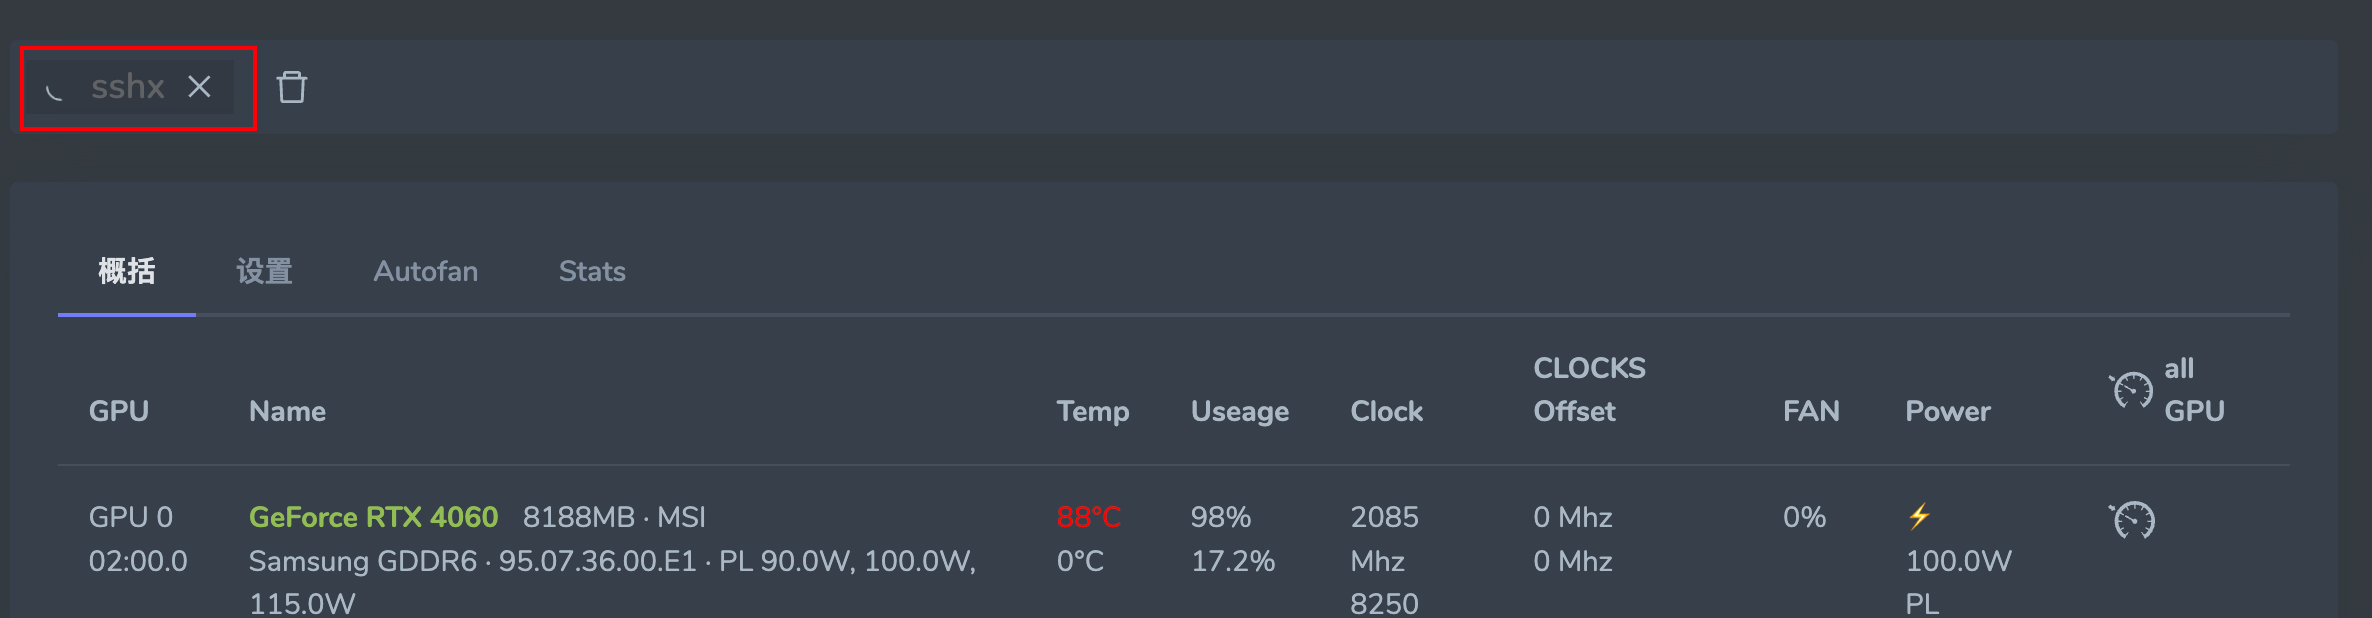 sshx
概括 设置 Autofan Stats
GPU Name Temp Useage Clock CLOCKS Offset FAN Power all GPU
GPU 0 GeForce RTX 4060 8188MB · MSI 88°C 98% 2085 0 Mhz 0% ⚡
02:00.0 Samsung GDDR6 · 95.07.36.00.E1 · PL 90.0W, 100.0W, 0°C 17.2% Mhz 0 Mhz 100.0W
115.0W 8250 PL